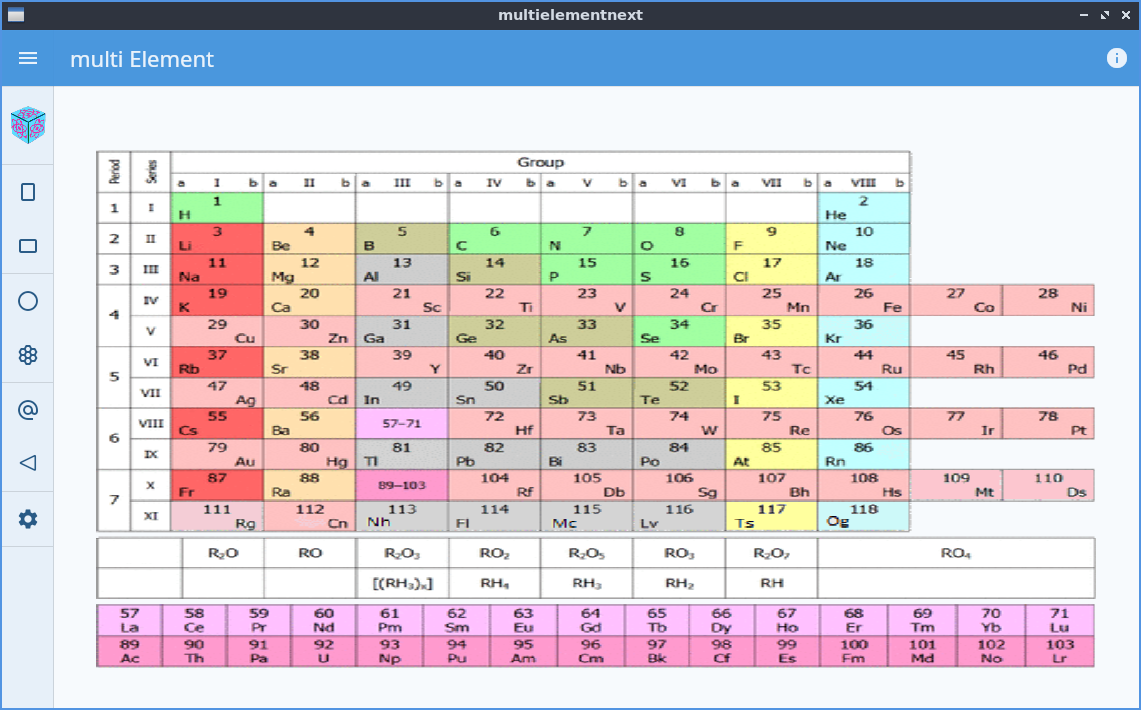 multielementnext
multi Element
Period Series Group
a I b a II b a III b a IV b a V b a VI b a VII b a VIII b
1 I 1 2
H He
2 II 3 4 5 6 7 8 9 10
Li Be B C N O F Ne
3 III 11 12 13 14 15 16 17 18
Na Mg Al Si P S Cl Ar
4 IV 19 20 21 22 23 24 25 26 27 28
K Ca Sc Ti V Cr Mn Fe Co Ni
V 29 30 31 32 33 34 35 36
Cu Zn Ga Ge As Se Br Kr
5 VI 37 38 39 40 41 42 43 44 45 46
Rb Sr Y Zr Nb Mo Tc Ru Rh Pd
VII 47 48 49 50 51 52 53 54
Ag Cd In Sn Sb Te I Xe
6 VIII 55 56 57–71 72 73 74 75 76 77 78
Cs Ba Hf Ta W Re Os Ir Pt
IX 79 80 81 82 83 84 85 86
Au Hg Tl Pb Bi Po At Rn
7 X 87 88 89–103 104 105 106 107 108 109 110
Fr Ra Rf Db Sg Bh Hs Mt Ds
XI 111 112 113 114 115 116 117 118
Rg Cn Nh Fl Mc Lv Ts Og
R₂O RO R₂O₃ RO₂ R₂O₅ RO₃ R₂O₇ RO₄
[(RH₃)ₓ] RH₄ RH₃ RH₂ RH
57 58 59 60 61 62 63 64 65 66 67 68 69 70 71
La Ce Pr Nd Pm Sm Eu Gd Tb Dy Ho Er Tm Yb Lu
89 90 91 92 93 94 95 96 97 98 99 100 101 102 103
Ac Th Pa U Np Pu Am Cm Bk Cf Es Fm Md No Lr